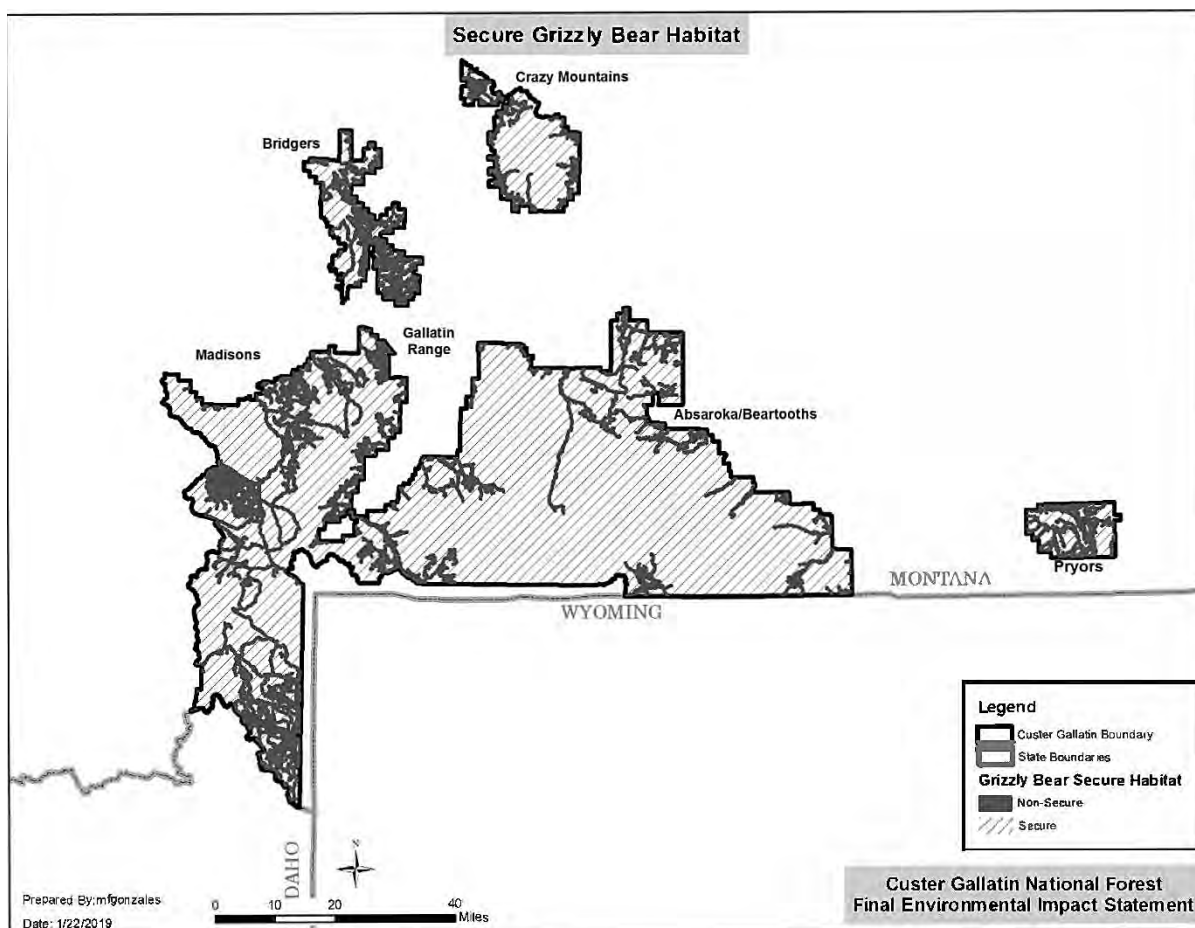 Secure Grizzly Bear Habitat
Crazy Mountains
Bridgers
Gallatin
Range
Madisons
Absaroka/Beartooths
Pryors
MONTANA
WYOMING
DAHO
Legend
Custer Gallatin Boundary
State Boundaries
Grizzly Bear Secure Habitat
Non-Secure
Secure
N
Prepared By:mfgonzales
Date: 1/22/2019
0 10 20 40
Miles
Custer Gallatin National Forest
Final Environmental Impact Statement